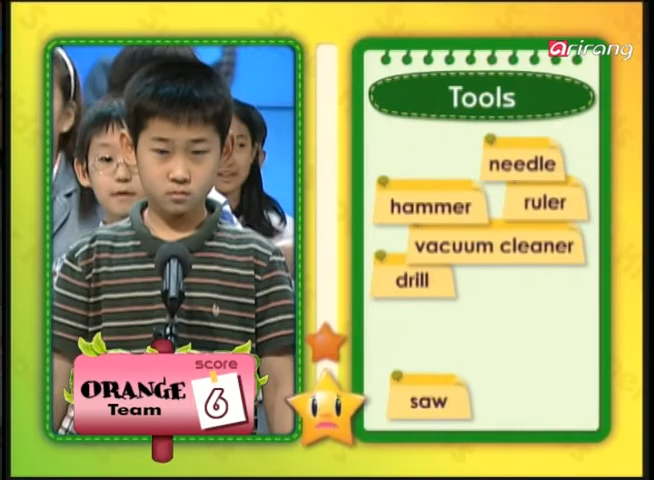 arirang
Tools
needle
hammer
ruler
vacuum cleaner
drill
saw
score
ORANGE
6
Team